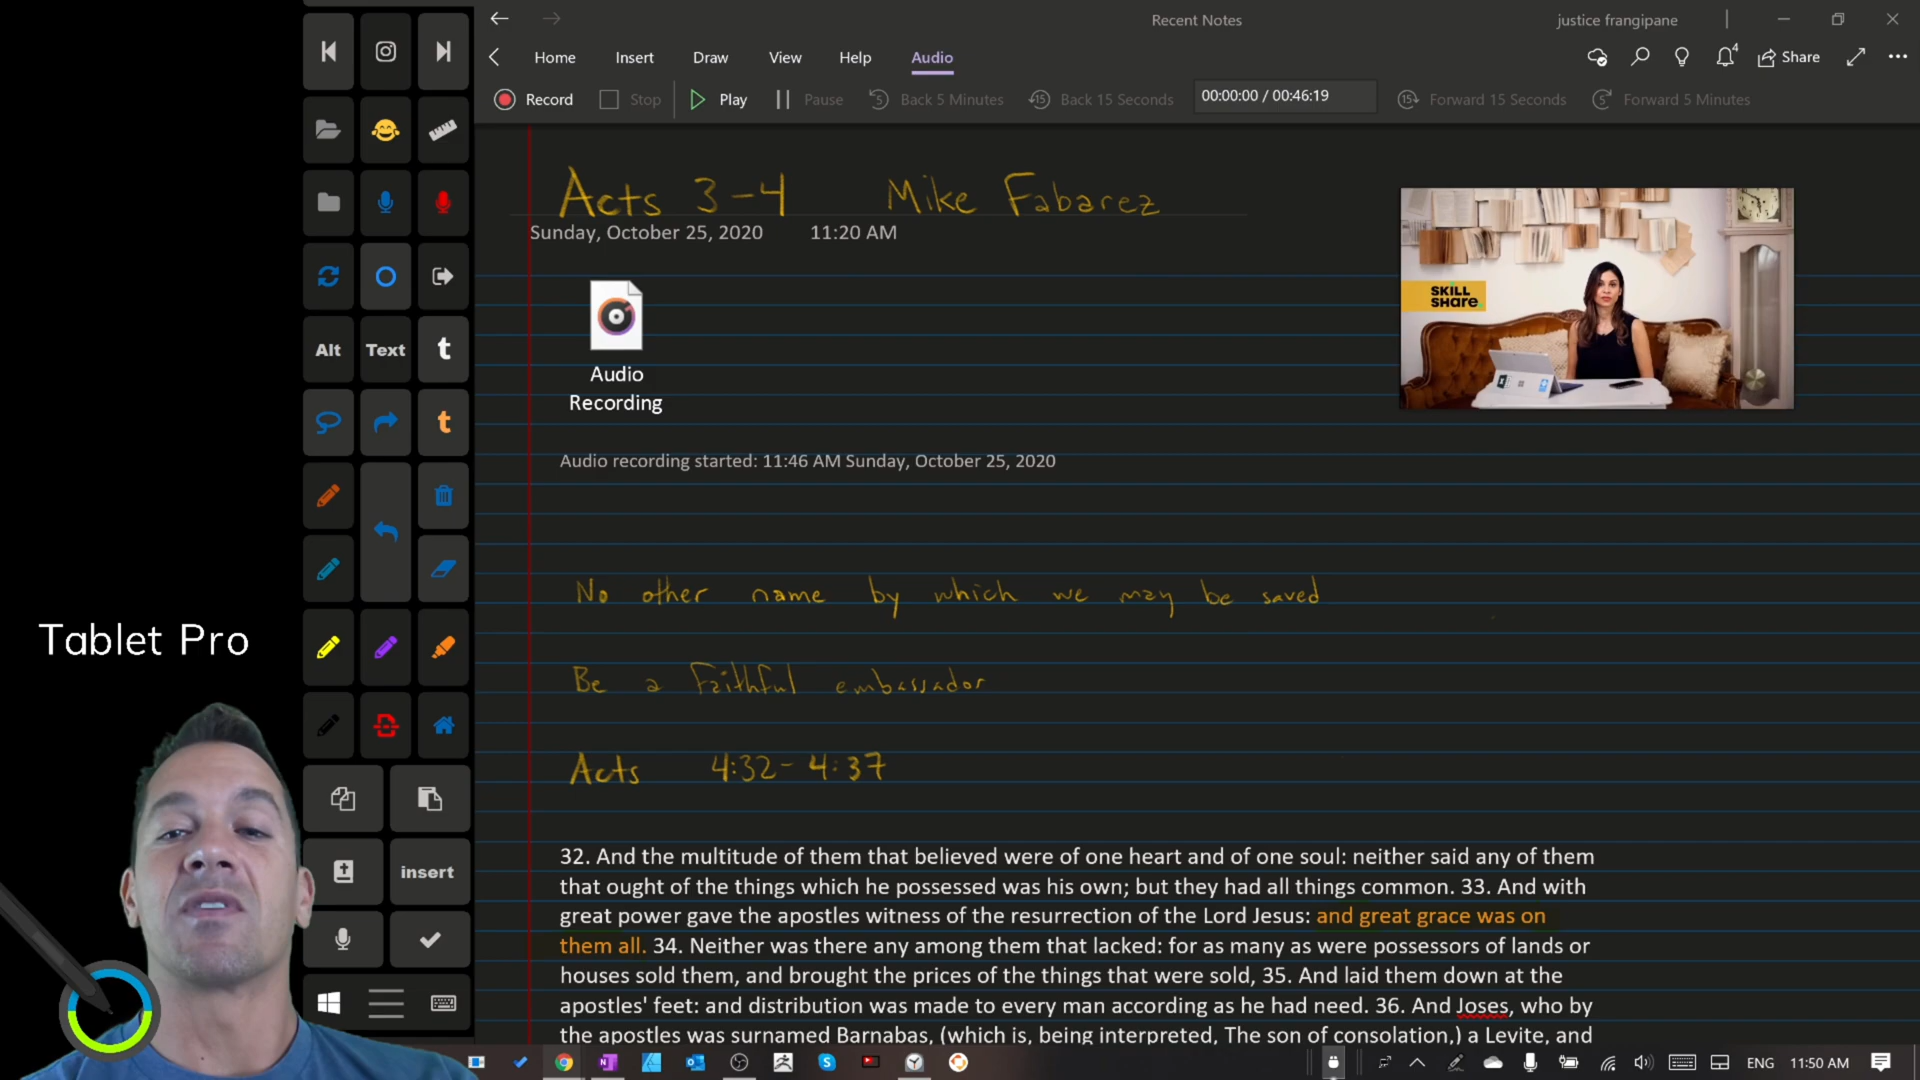 Recent Notes
justice frangipane
Home Insert Draw View Help Audio
4 Share
Record Stop Play Pause 5 Back 5 Minutes 15 Back 15 Seconds 00:00:00 / 00:46:19 15 Forward 15 Seconds 5 Forward 5 Minutes
Acts 3-4 Mike Fabarez
Sunday, October 25, 2020 11:20 AM
SKILL
SHare.
Alt Text t
Audio
Recording
t
Audio recording started: 11:46 AM Sunday, October 25, 2020
No other name by which we may be saved
Tablet Pro
Be a Faithful embassador
Acts 4:32- 4:37
32. And the multitude of them that believed were of one heart and of one soul: neither said any of them
that ought of the things which he possessed was his own; but they had all things common. 33. And with
great power gave the apostles witness of the resurrection of the Lord Jesus: and great grace was on
them all. 34. Neither was there any among them that lacked: for as many as were possessors of lands or
houses sold them, and brought the prices of the things that were sold, 35. And laid them down at the
apostles' feet: and distribution was made to every man according as he had need. 36. And Joses, who by
the apostles was surnamed Barnabas, (which is, being interpreted, The son of consolation,) a Levite, and
insert
ENG 11:50 AM